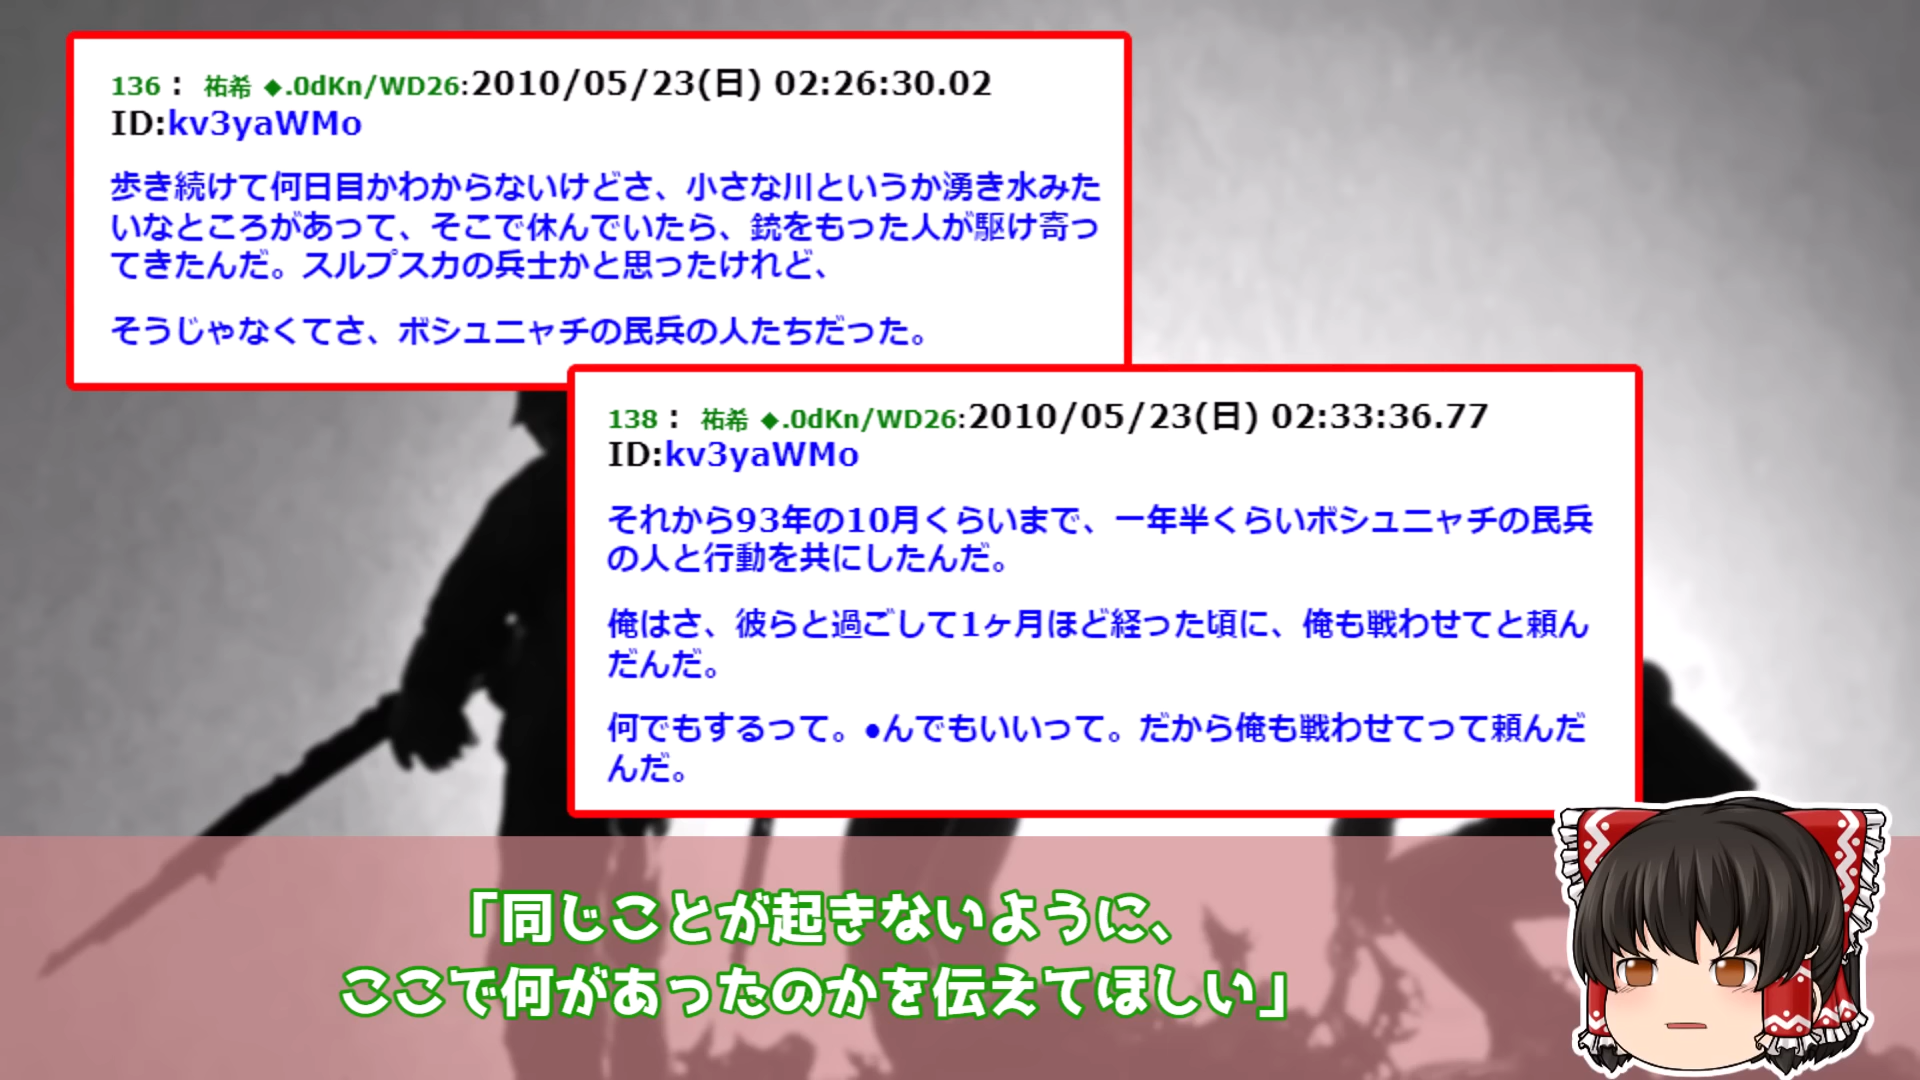 136： 祐希 ◆.0dKn/WD26:2010/05/23(日) 02:26:30.02
ID:kv3yaWMo
歩き続けて何日目かわからないけどさ、小さな川というか湧き水みた
いなところがあって、そこで休んでいたら、銃をもった人が駆け寄っ
てきたんだ。スルプスカの兵士かと思ったけれど、
そうじゃなくてさ、ボシュニャチの民兵の人たちだった。
138： 祐希 ◆.0dKn/WD26:2010/05/23(日) 02:33:36.77
ID:kv3yaWMo
それから93年の10月くらいまで、一年半くらいボシュニャチの民兵
の人と行動を共にしたんだ。
俺はさ、彼らと過ごして1ヶ月ほど経った頃に、俺も戦わせてと頼ん
だんだ。
何でもするって。●んでもいいって。だから俺も戦わせてって頼んだ
んだ。
「同じことが起きないように、
ここで何があったのかを伝えてほしい」